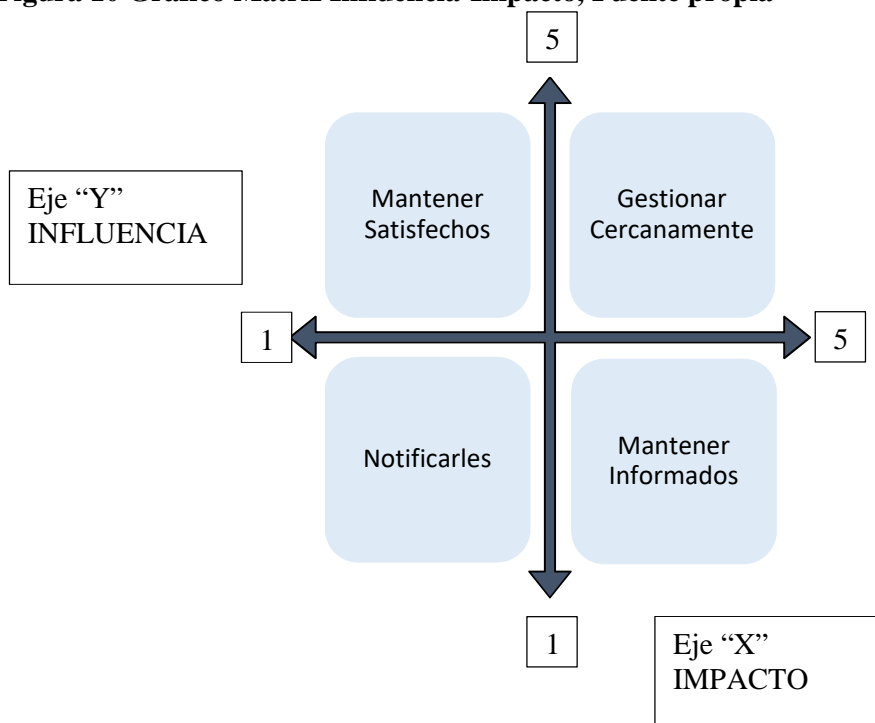 Figura 10 Gráfico Matriz Influencia-Impacto, Fuente propia
5
Eje “Y”
INFLUENCIA
Mantener
Satisfechos
Gestionar
Cercanamente
1
5
Notificarles
Mantener
Informados
1
Eje “X”
IMPACTO